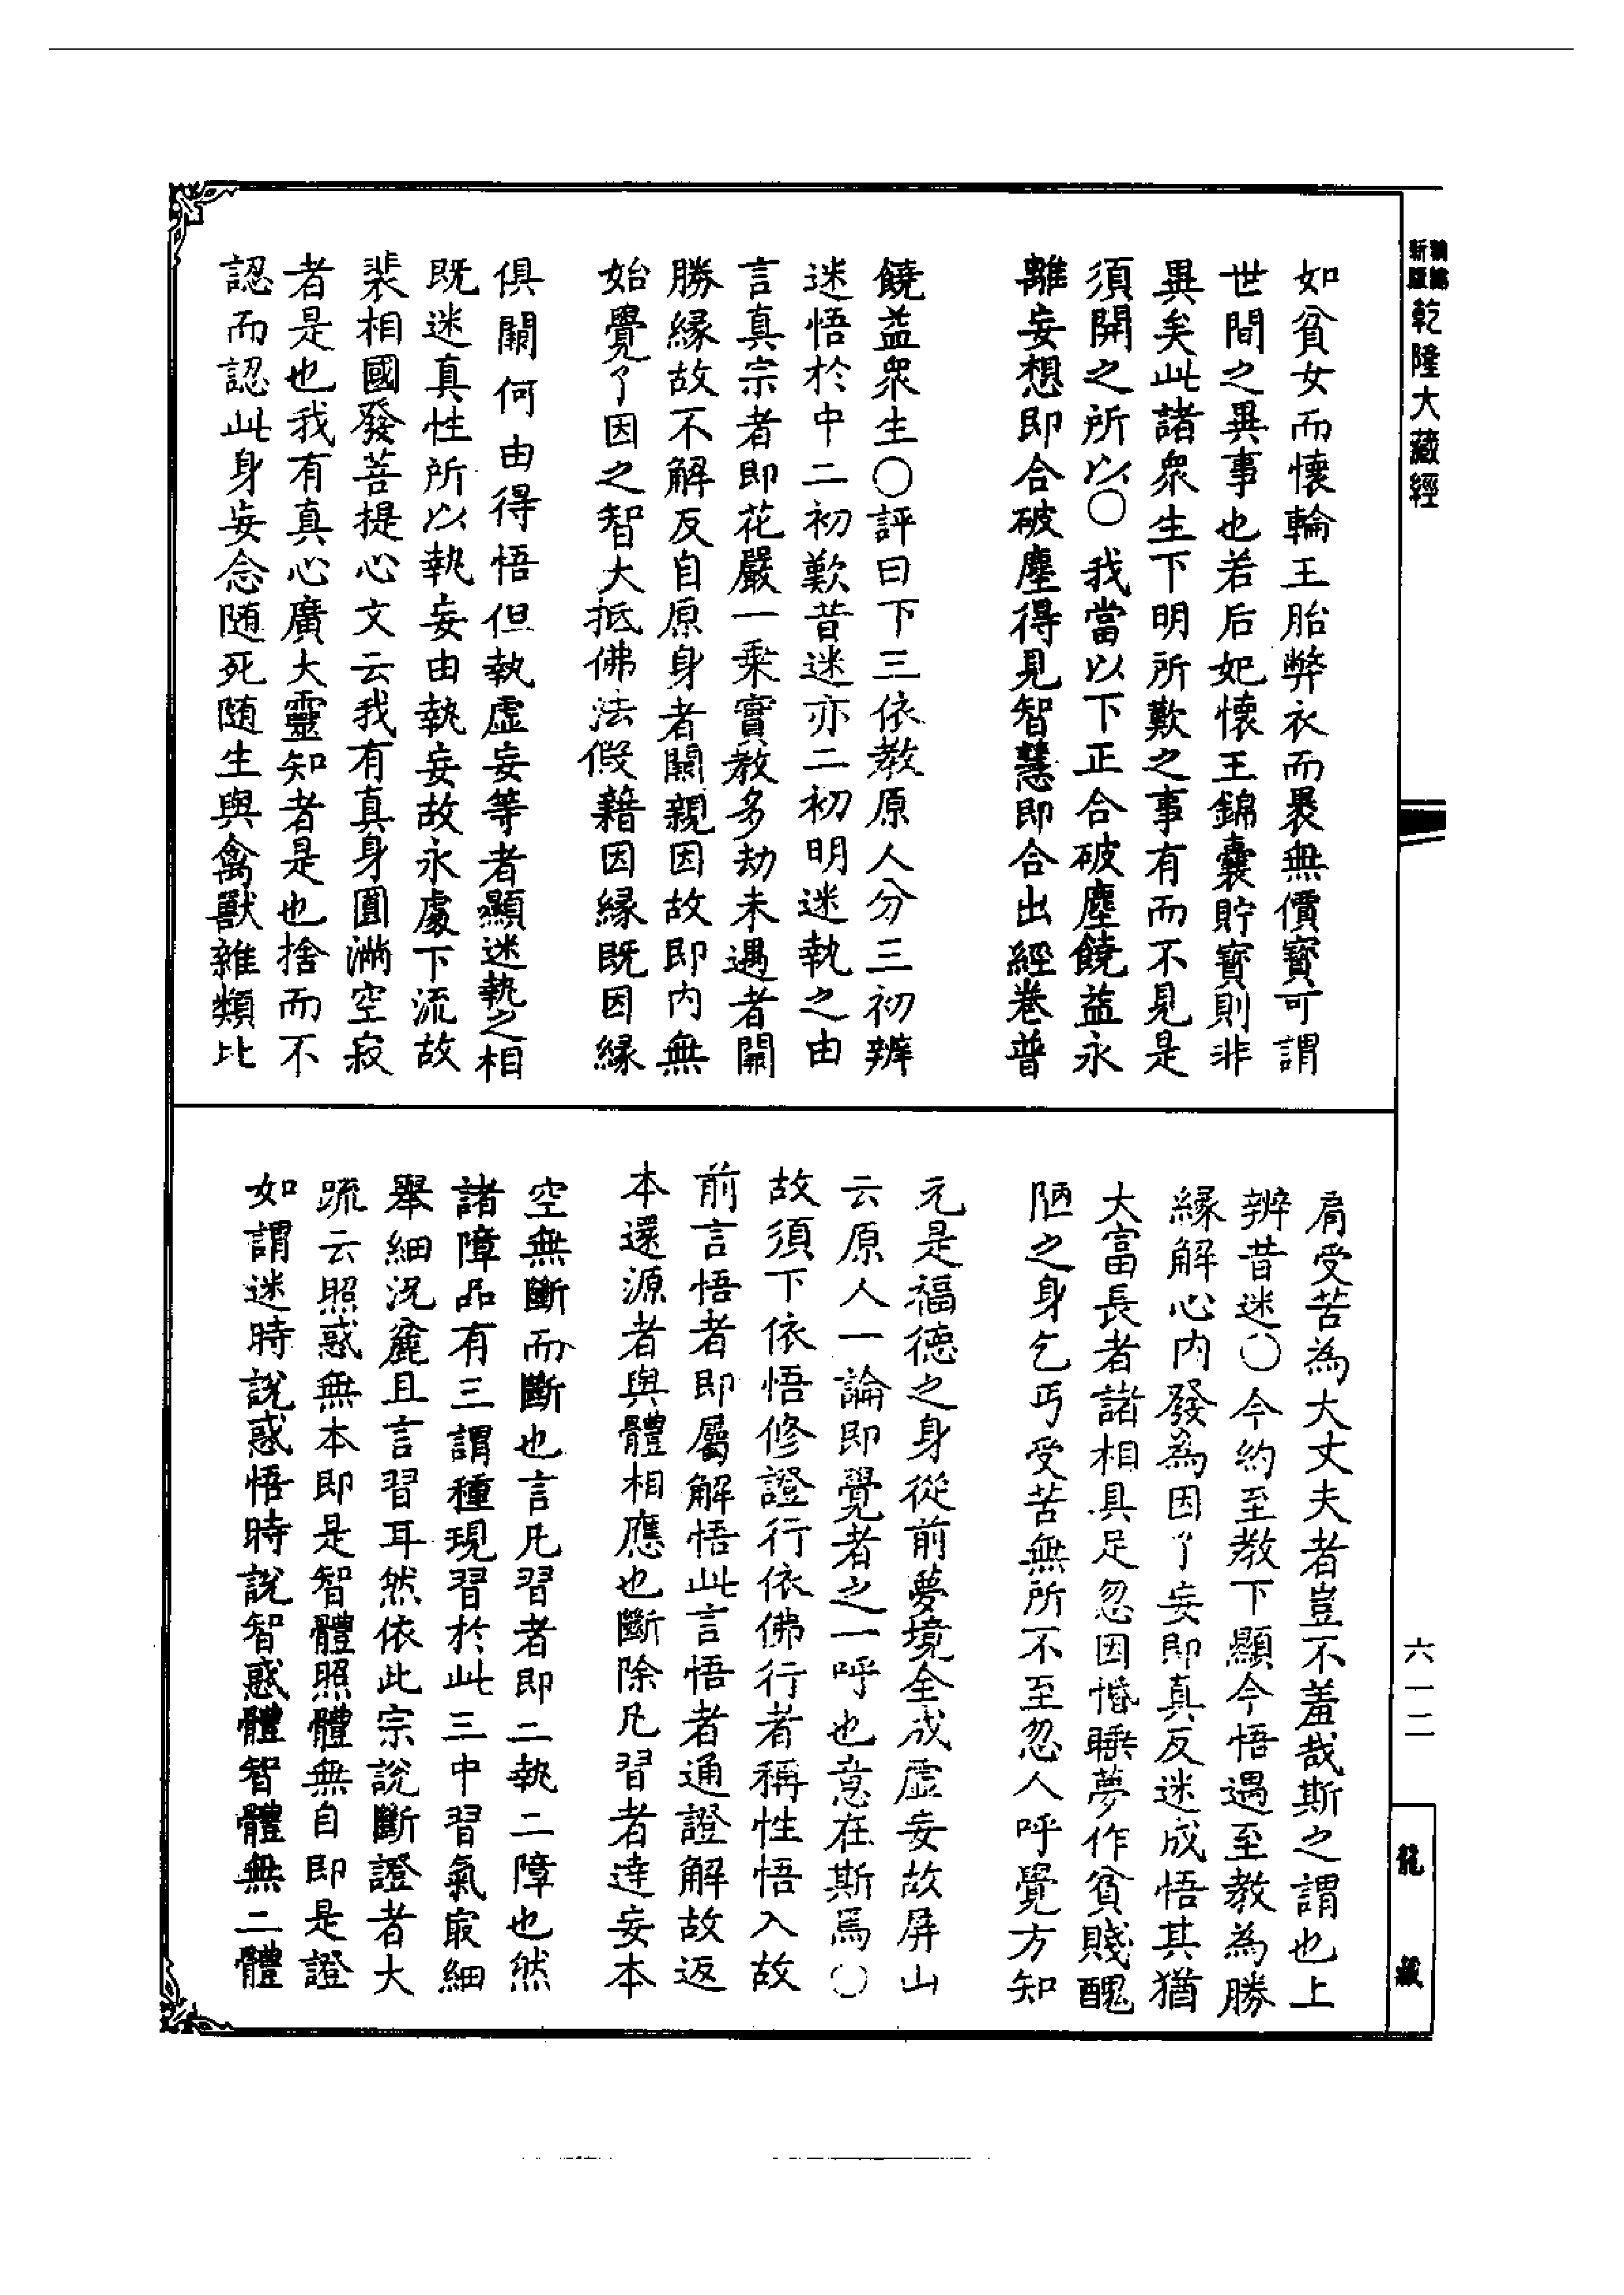 新編
新版
乾隆大藏經
如貧女而懷輪王胎弊衣而裹無價寶可謂
世間之異事也若后妃懷王錦囊貯寶則非
異矣此諸衆生下明所歎之事有而不見是
須開之所以〇我當以下正合破塵饒益永
離妄想即合破塵得見智慧即合出經卷普
饒益衆生〇評曰下三依教原人分三初辨
迷悟於中二初歎昔迷亦二初明迷執之由
言真宗者即花嚴一乘實教多劫未遇者闕
勝緣故不解反自原身者闕親因故即内無
始覺了因之智大抵佛法假藉因緣既因緣
俱闕何由得悟但執虛妄等者顯迷執之相
既迷真性所以執妄由執妄故永處下流故
裴相國發菩提心文云我有真身圓滿空寂
者是也我有真心廣大靈知者是也捨而不
認而認此身妄念隨死隨生與禽獸雜類比
肩受苦為大丈夫者豈不羞哉斯之謂也上
辨昔迷〇今約至教下顯今悟遇至教為勝
緣解心内發為因了妄即真反迷成悟其猶
大富長者諸相具足忽因惛睡夢作貧賤醜
陋之身乞丐受苦無所不至忽人呼覺方知
元是福德之身從前夢境全成虛妄故屏山
云原人一論即覺者之一呼也意在斯焉〇
故須下依悟修證行依佛行者稱性悟入故
前言悟者即屬解悟此言悟者通證解故返
本還源者與體相應也斷除凡習者達妄本
空無斷而斷也言凡習者即二執二障也然
諸障品有三謂種現習於此三中習氣最細
舉細況麤且言習耳然依此宗說斷證者大
疏云照惑無本即是智體照體無自即是證
如謂迷時說惑悟時說智惑體智體無二體
六一二
龍藏